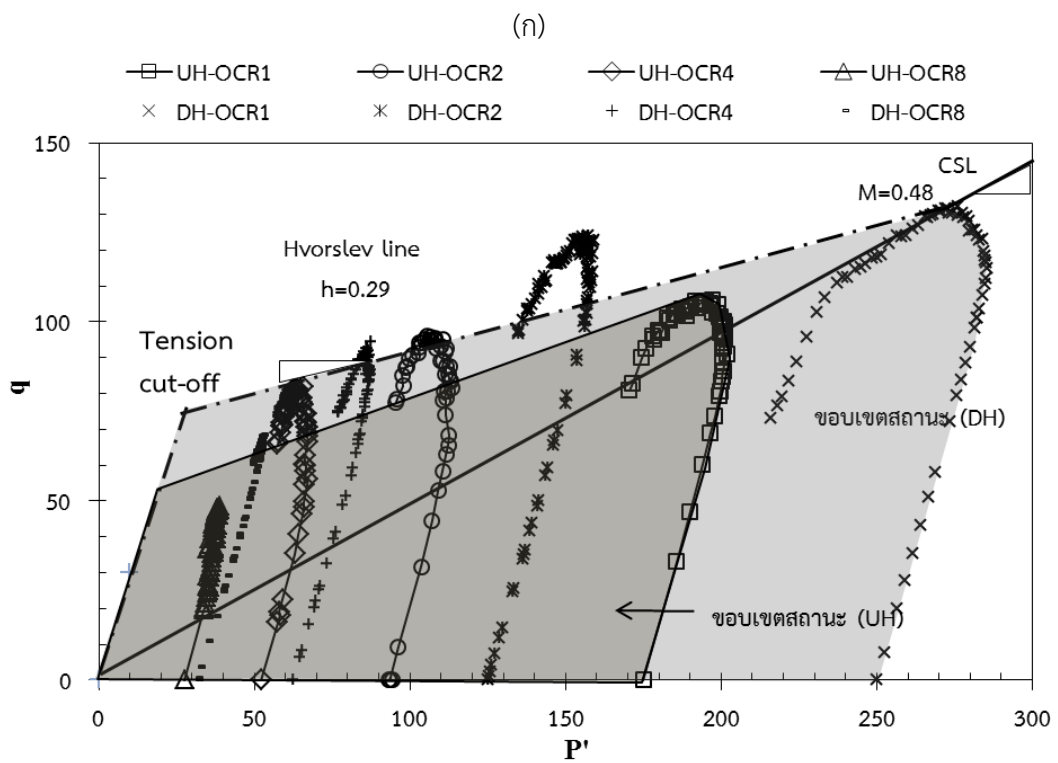 (ก)
UH-OCR1 UH-OCR2 UH-OCR4 UH-OCR8
DH-OCR1 DH-OCR2 DH-OCR4 DH-OCR8
150
CSL
M=0.48
Hvorslev line
h=0.29
100
Tension
cut-off
q
ขอบเขตสถานะ (DH)
50
ขอบเขตสถานะ (UH)
0
0 50 100 150 200 250 300
P'